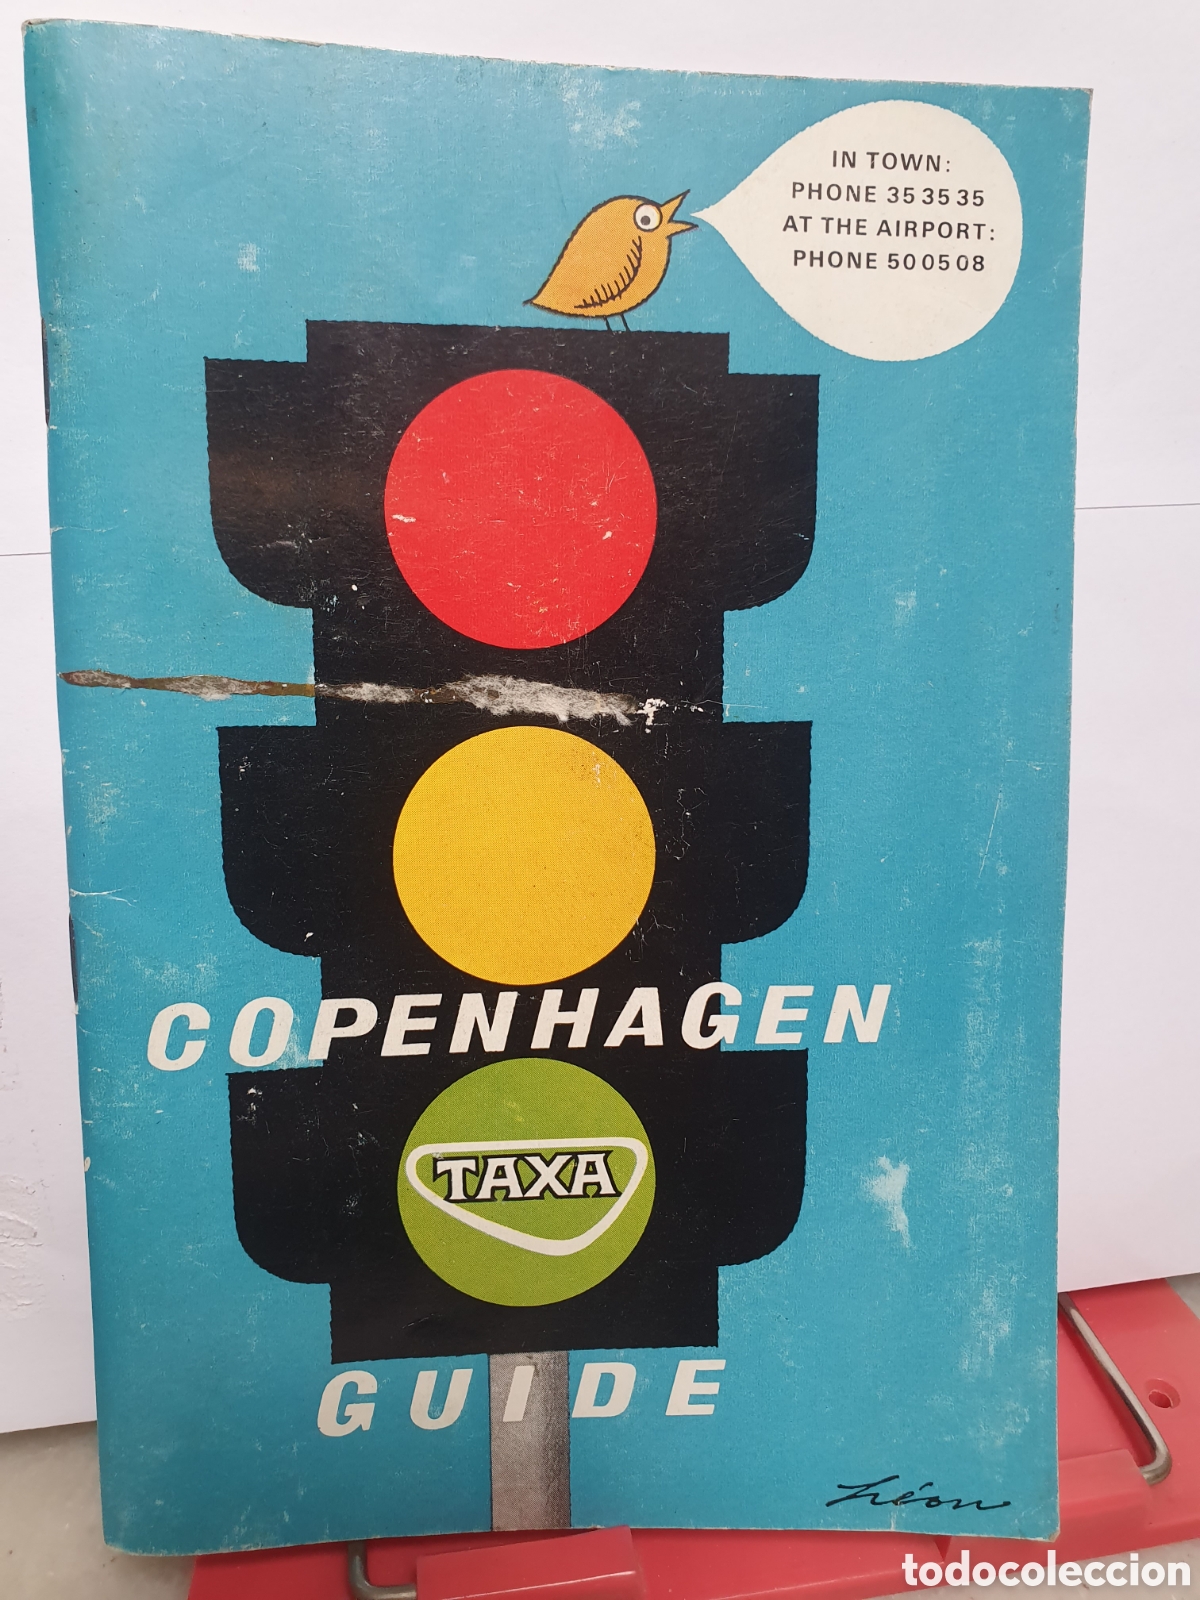 IN TOWN:
PHONE 35 35 35
AT THE AIRPORT:
PHONE 50 05 08
COPENHAGEN
TAXA
GUIDE
Léon
todocoleccion